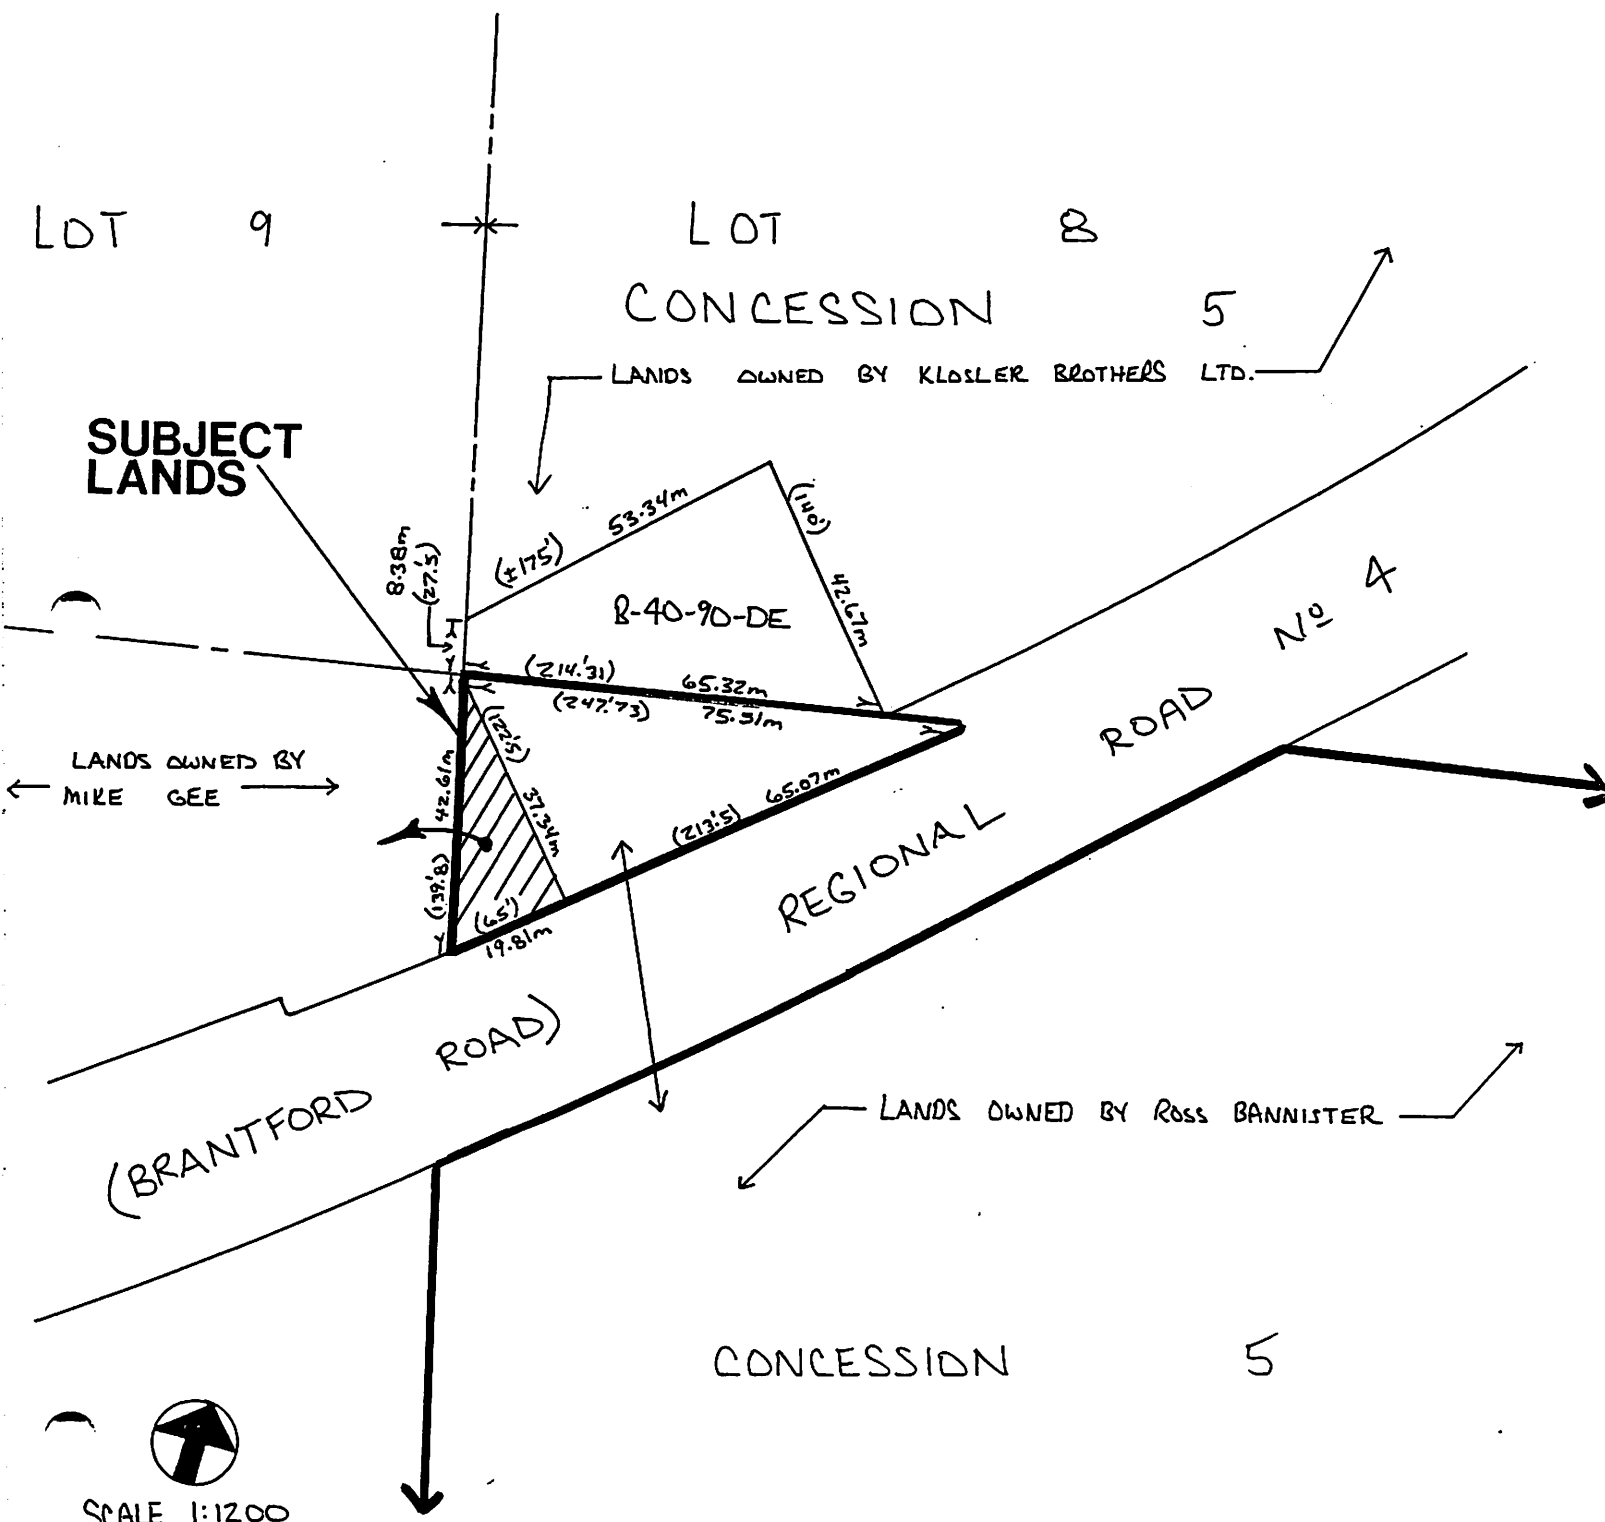 LOT 9 LOT 8
CONCESSION 5
LANDS OWNED BY KLOSLER BROTHERS LTD.
SUBJECT
LANDS
8.38m
(27.'5)
(±175') 53.34m
(140')
42.67m
B-40-90-DE
(214.'31) 65.32m
(247.'73) 75.51m
(122.'5)
37.34m
42.61m
(139.'8)
(65')
19.81m
(213.'5) 65.07m
LANDS OWNED BY
MIKE GEE
REGIONAL ROAD Nº 4
(BRANTFORD ROAD)
LANDS OWNED BY ROSS BANNISTER
CONCESSION 5
SCALE 1:1200